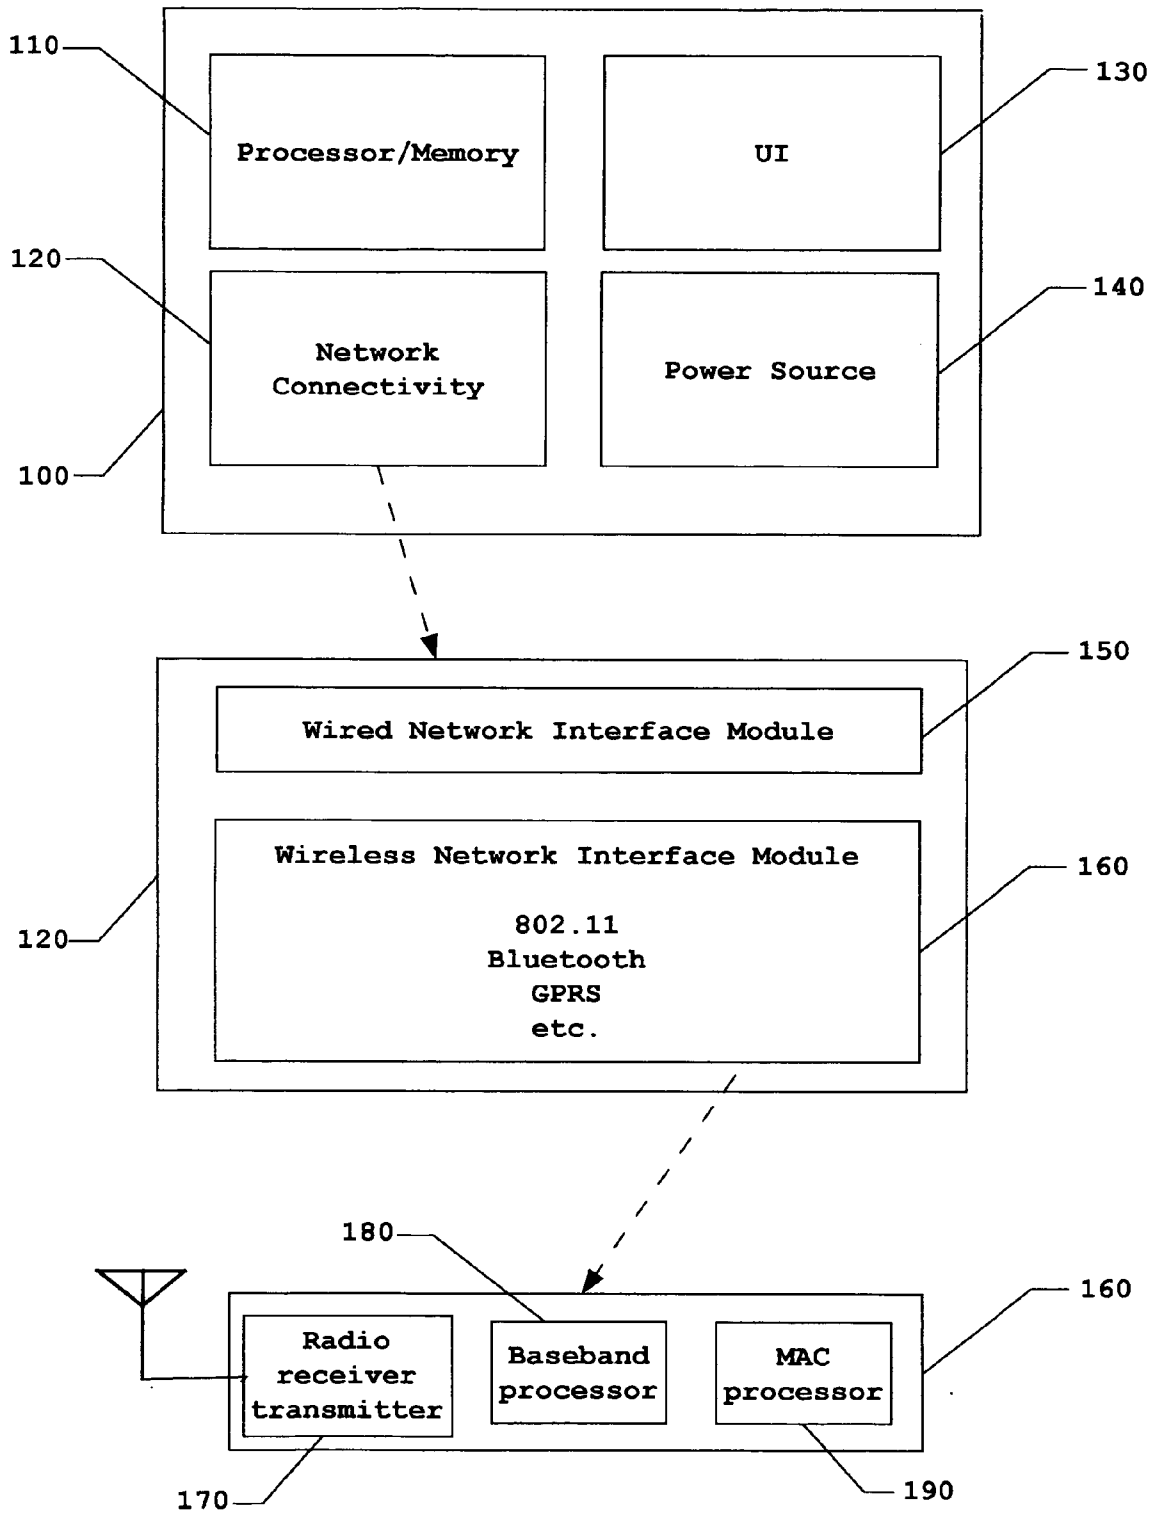 110
130
Processor/Memory
UI
120
140
Network
Connectivity
Power Source
100
150
Wired Network Interface Module
Wireless Network Interface Module
160
802.11
120
Bluetooth
GPRS
etc.
180
160
Radio
receiver
transmitter
Baseband
processor
MAC
processor
170
190